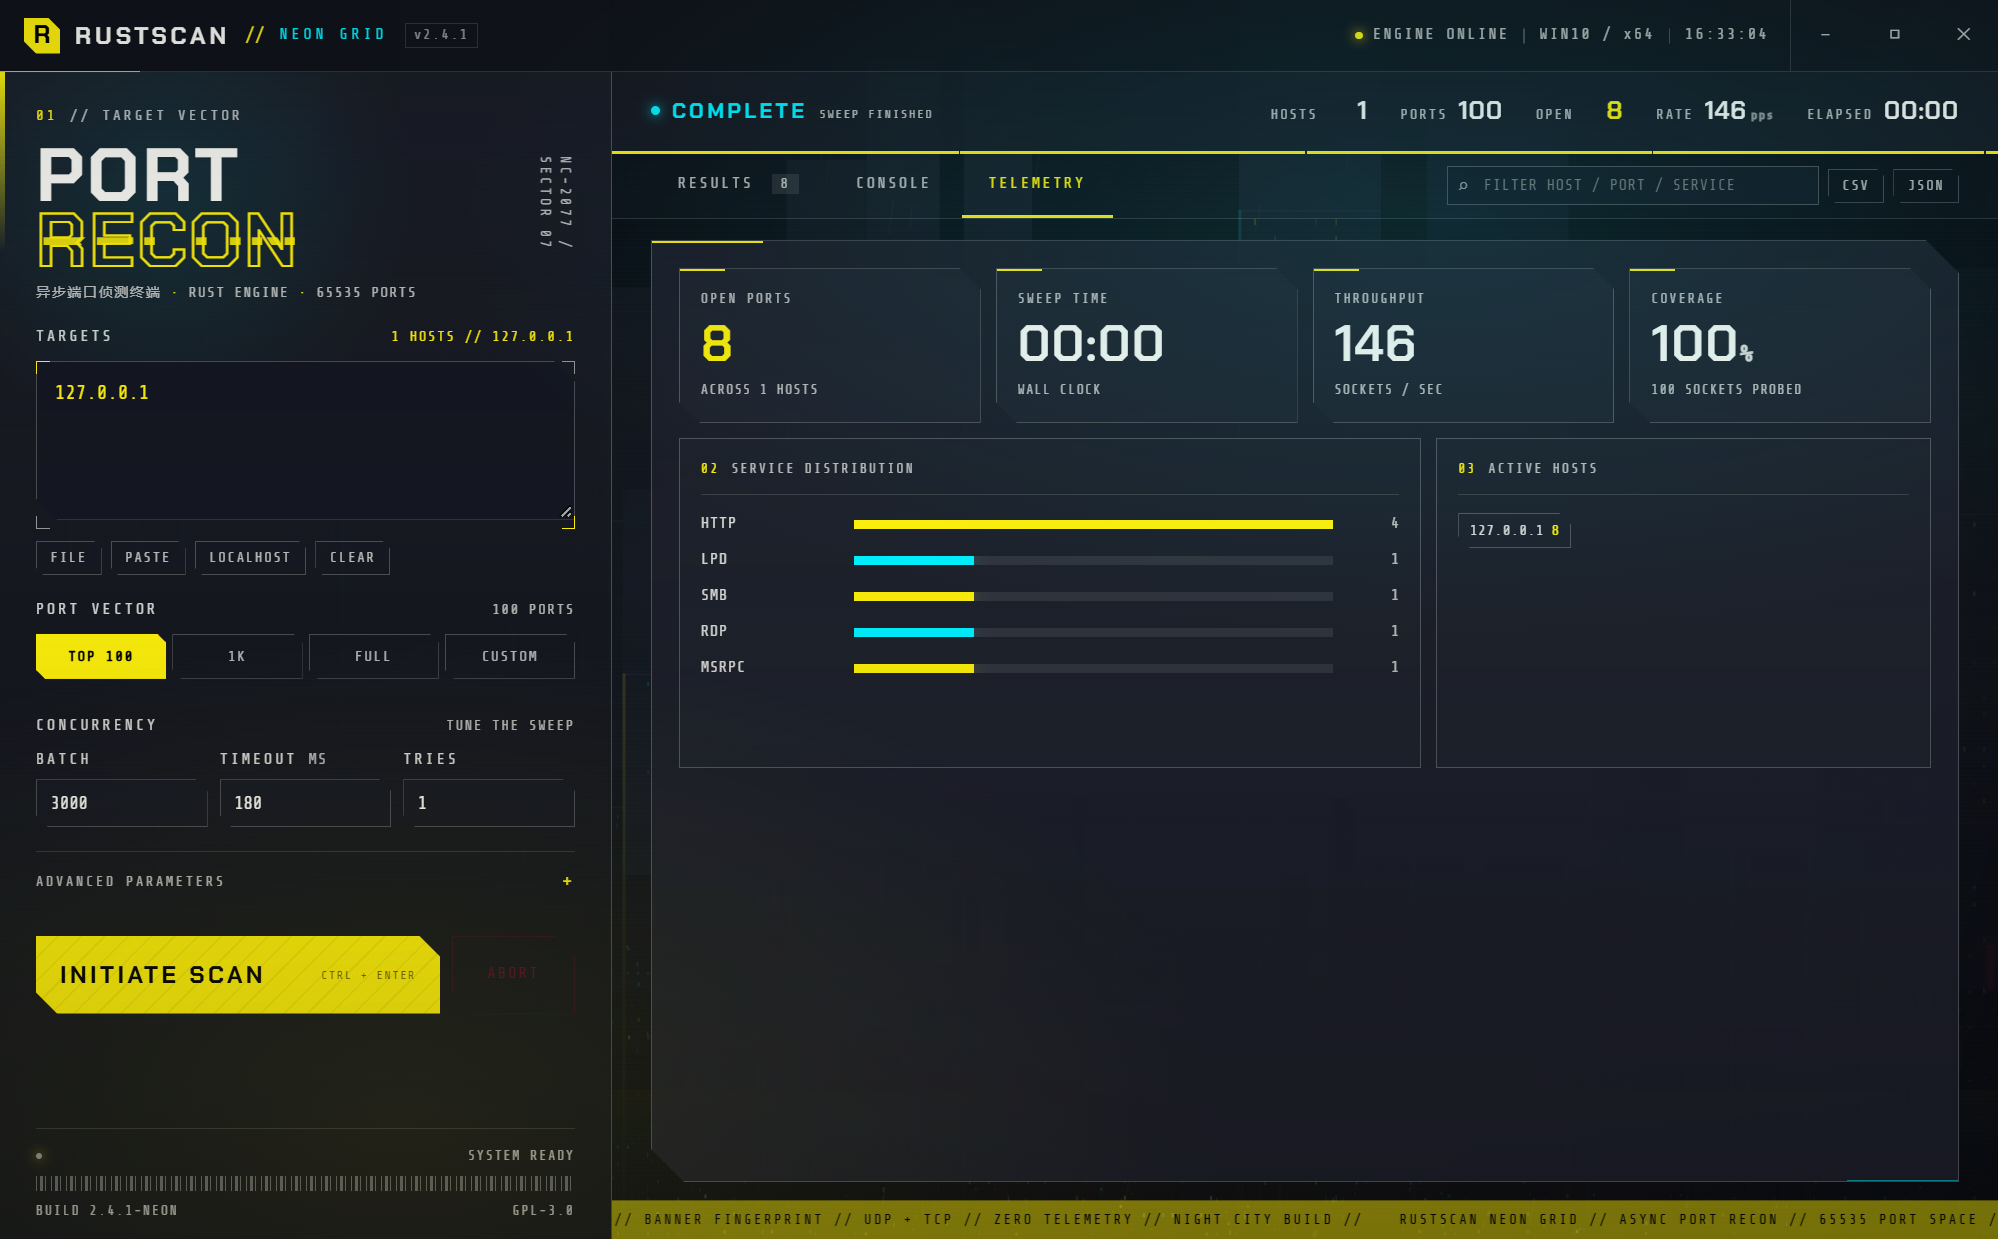 R RUSTSCAN // NEON GRID v2.4.1
ENGINE ONLINE | WIN10 / x64 | 16:33:04
01 // TARGET VECTOR
PORT
RECON
NC-2077 /
SECTOR 07
异步端口侦测终端 · RUST ENGINE · 65535 PORTS
TARGETS 1 HOSTS // 127.0.0.1
127.0.0.1
FILE PASTE LOCALHOST CLEAR
PORT VECTOR 100 PORTS
TOP 100 1K FULL CUSTOM
CONCURRENCY TUNE THE SWEEP
BATCH TIMEOUT MS TRIES
3000 180 1
ADVANCED PARAMETERS +
INITIATE SCAN CTRL + ENTER ABORT
SYSTEM READY
BUILD 2.4.1-NEON GPL-3.0
COMPLETE SWEEP FINISHED
HOSTS 1 PORTS 100 OPEN 8 RATE 146 pps ELAPSED 00:00
RESULTS 8 CONSOLE TELEMETRY
FILTER HOST / PORT / SERVICE CSV JSON
OPEN PORTS
8
ACROSS 1 HOSTS
SWEEP TIME
00:00
WALL CLOCK
THROUGHPUT
146
SOCKETS / SEC
COVERAGE
100%
100 SOCKETS PROBED
02 SERVICE DISTRIBUTION
HTTP 4
LPD 1
SMB 1
RDP 1
MSRPC 1
03 ACTIVE HOSTS
127.0.0.1 8
// BANNER FINGERPRINT // UDP + TCP // ZERO TELEMETRY // NIGHT CITY BUILD // RUSTSCAN NEON GRID // ASYNC PORT RECON // 65535 PORT SPACE /